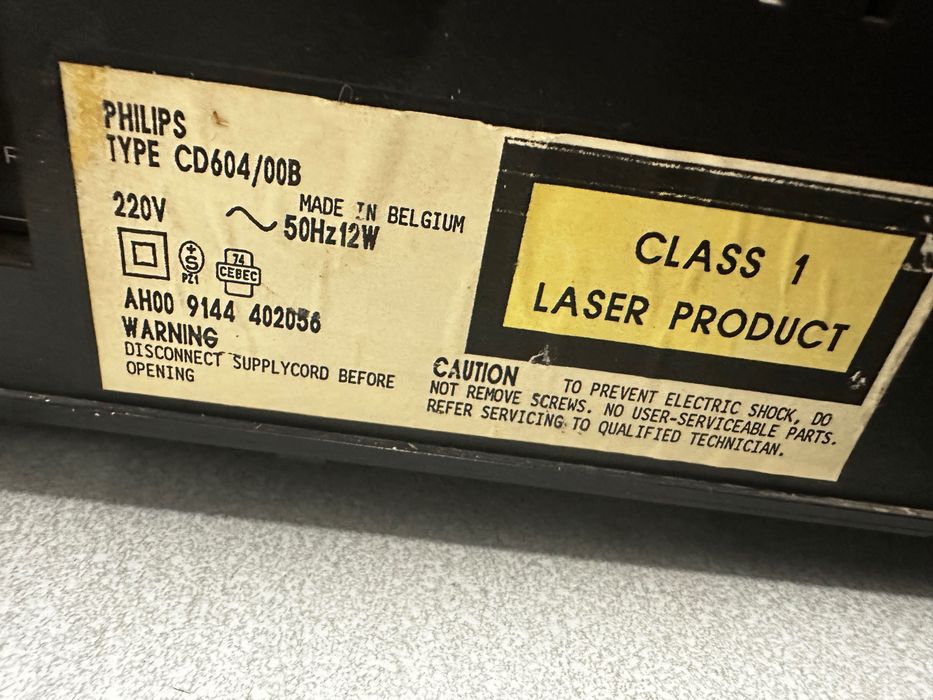 PHILIPS
TYPE CD604/00B
MADE IN BELGIUM
220V ~ 50Hz 12W
S
PZ1
74
CEBEC
AH00 9144 402056
WARNING
DISCONNECT SUPPLYCORD BEFORE
OPENING
CLASS 1
LASER PRODUCT
CAUTION TO PREVENT ELECTRIC SHOCK, DO
NOT REMOVE SCREWS. NO USER-SERVICEABLE PARTS.
REFER SERVICING TO QUALIFIED TECHNICIAN.